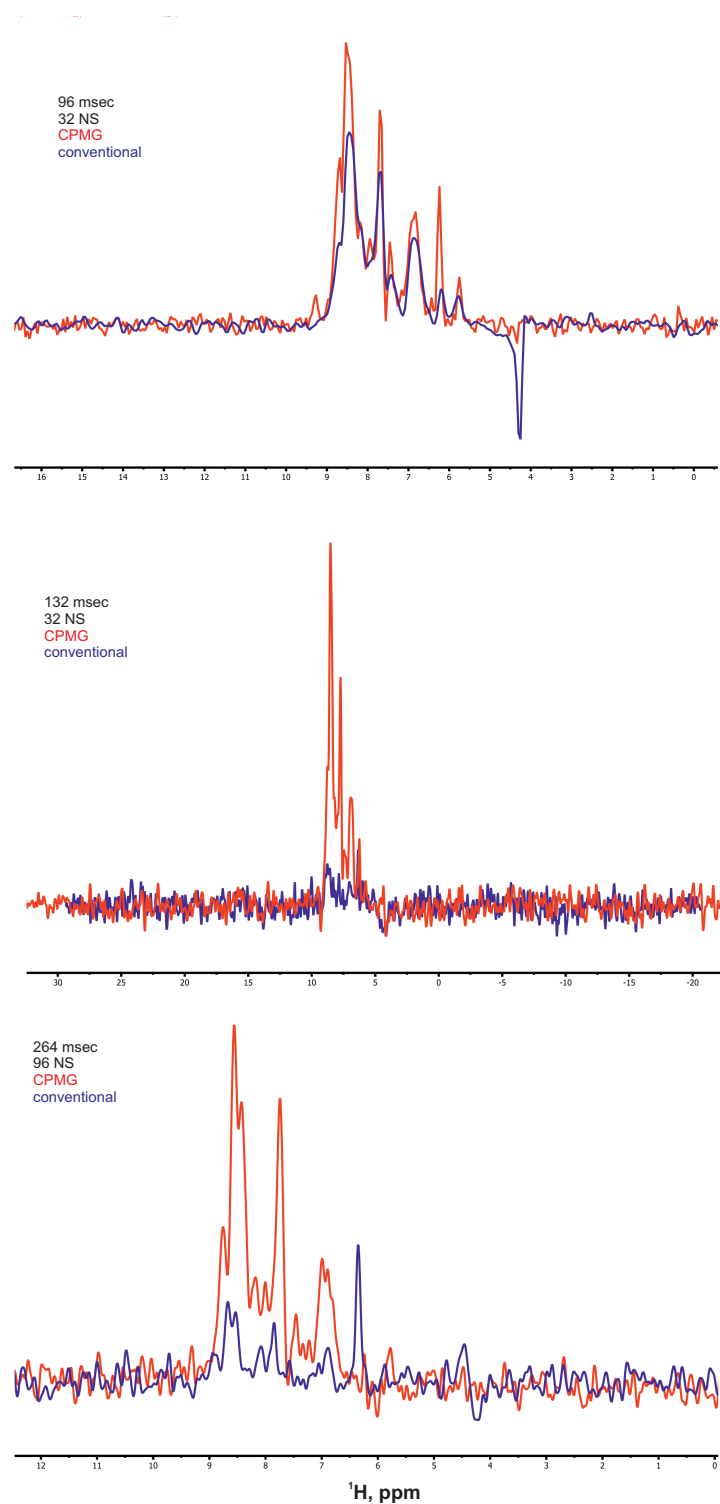 96 msec
32 NS
CPMG
conventional
16 15 14 13 12 11 10 9 8 7 6 5 4 3 2 1 0
132 msec
32 NS
CPMG
conventional
30 25 20 15 10 5 0 -5 -10 -15 -20
264 msec
96 NS
CPMG
conventional
12 11 10 9 8 7 6 5 4 3 2 1 0
¹H, ppm